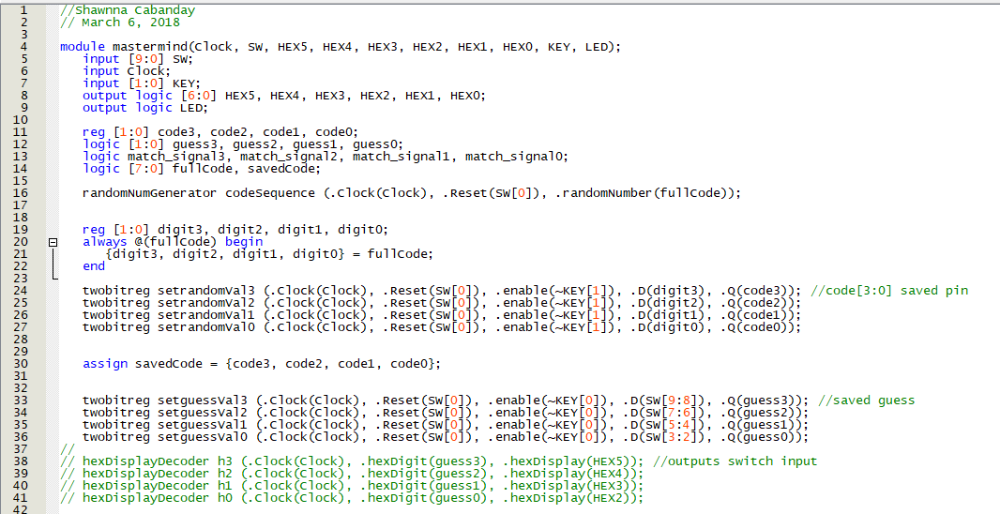 1 //Shawnna Cabanday
2 // March 6, 2018
3
4 module mastermind(Clock, SW, HEX5, HEX4, HEX3, HEX2, HEX1, HEX0, KEY, LED);
5 input [9:0] SW;
6 input Clock;
7 input [1:0] KEY;
8 output logic [6:0] HEX5, HEX4, HEX3, HEX2, HEX1, HEX0;
9 output logic LED;
10
11 reg [1:0] code3, code2, code1, code0;
12 logic [1:0] guess3, guess2, guess1, guess0;
13 logic match_signal3, match_signal2, match_signal1, match_signal0;
14 logic [7:0] fullCode, savedCode;
15
16 randomNumGenerator codeSequence (.Clock(Clock), .Reset(SW[0]), .randomNumber(fullCode));
17
18
19 reg [1:0] digit3, digit2, digit1, digit0;
20 always @(fullCode) begin
21 {digit3, digit2, digit1, digit0} = fullCode;
22 end
23
24 twobitreg setrandomVal3 (.Clock(Clock), .Reset(SW[0]), .enable(~KEY[1]), .D(digit3), .Q(code3)); //code[3:0] saved pin
25 twobitreg setrandomVal2 (.Clock(Clock), .Reset(SW[0]), .enable(~KEY[1]), .D(digit2), .Q(code2));
26 twobitreg setrandomVal1 (.Clock(Clock), .Reset(SW[0]), .enable(~KEY[1]), .D(digit1), .Q(code1));
27 twobitreg setrandomVal0 (.Clock(Clock), .Reset(SW[0]), .enable(~KEY[1]), .D(digit0), .Q(code0));
28
29
30 assign savedCode = {code3, code2, code1, code0};
31
32
33 twobitreg setguessVal3 (.Clock(Clock), .Reset(SW[0]), .enable(~KEY[0]), .D(SW[9:8]), .Q(guess3)); //saved guess
34 twobitreg setguessVal2 (.Clock(Clock), .Reset(SW[0]), .enable(~KEY[0]), .D(SW[7:6]), .Q(guess2));
35 twobitreg setguessVal1 (.Clock(Clock), .Reset(SW[0]), .enable(~KEY[0]), .D(SW[5:4]), .Q(guess1));
36 twobitreg setguessVal0 (.Clock(Clock), .Reset(SW[0]), .enable(~KEY[0]), .D(SW[3:2]), .Q(guess0));
37 //
38 // hexDisplayDecoder h3 (.Clock(Clock), .hexDigit(guess3), .hexDisplay(HEX5)); //outputs switch input
39 // hexDisplayDecoder h2 (.Clock(Clock), .hexDigit(guess2), .hexDisplay(HEX4));
40 // hexDisplayDecoder h1 (.Clock(Clock), .hexDigit(guess1), .hexDisplay(HEX3));
41 // hexDisplayDecoder h0 (.Clock(Clock), .hexDigit(guess0), .hexDisplay(HEX2));
42